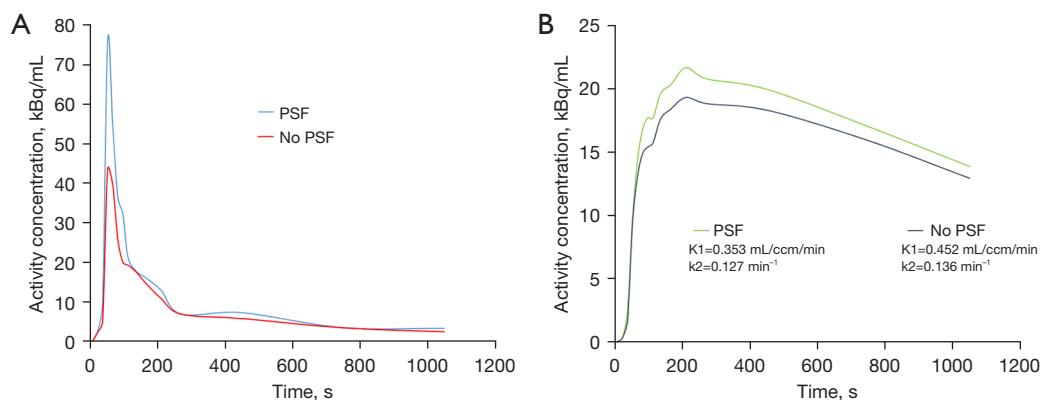 A
Activity concentration, kBq/mL
80
70
60
50
40
30
20
10
0
PSF
No PSF
0 200 400 600 800 1000 1200
Time, s
B
Activity concentration, kBq/mL
25
20
15
10
5
0
PSF
K1=0.353 mL/ccm/min
k2=0.127 min⁻¹
No PSF
K1=0.452 mL/ccm/min
k2=0.136 min⁻¹
0 200 400 600 800 1000 1200
Time, s